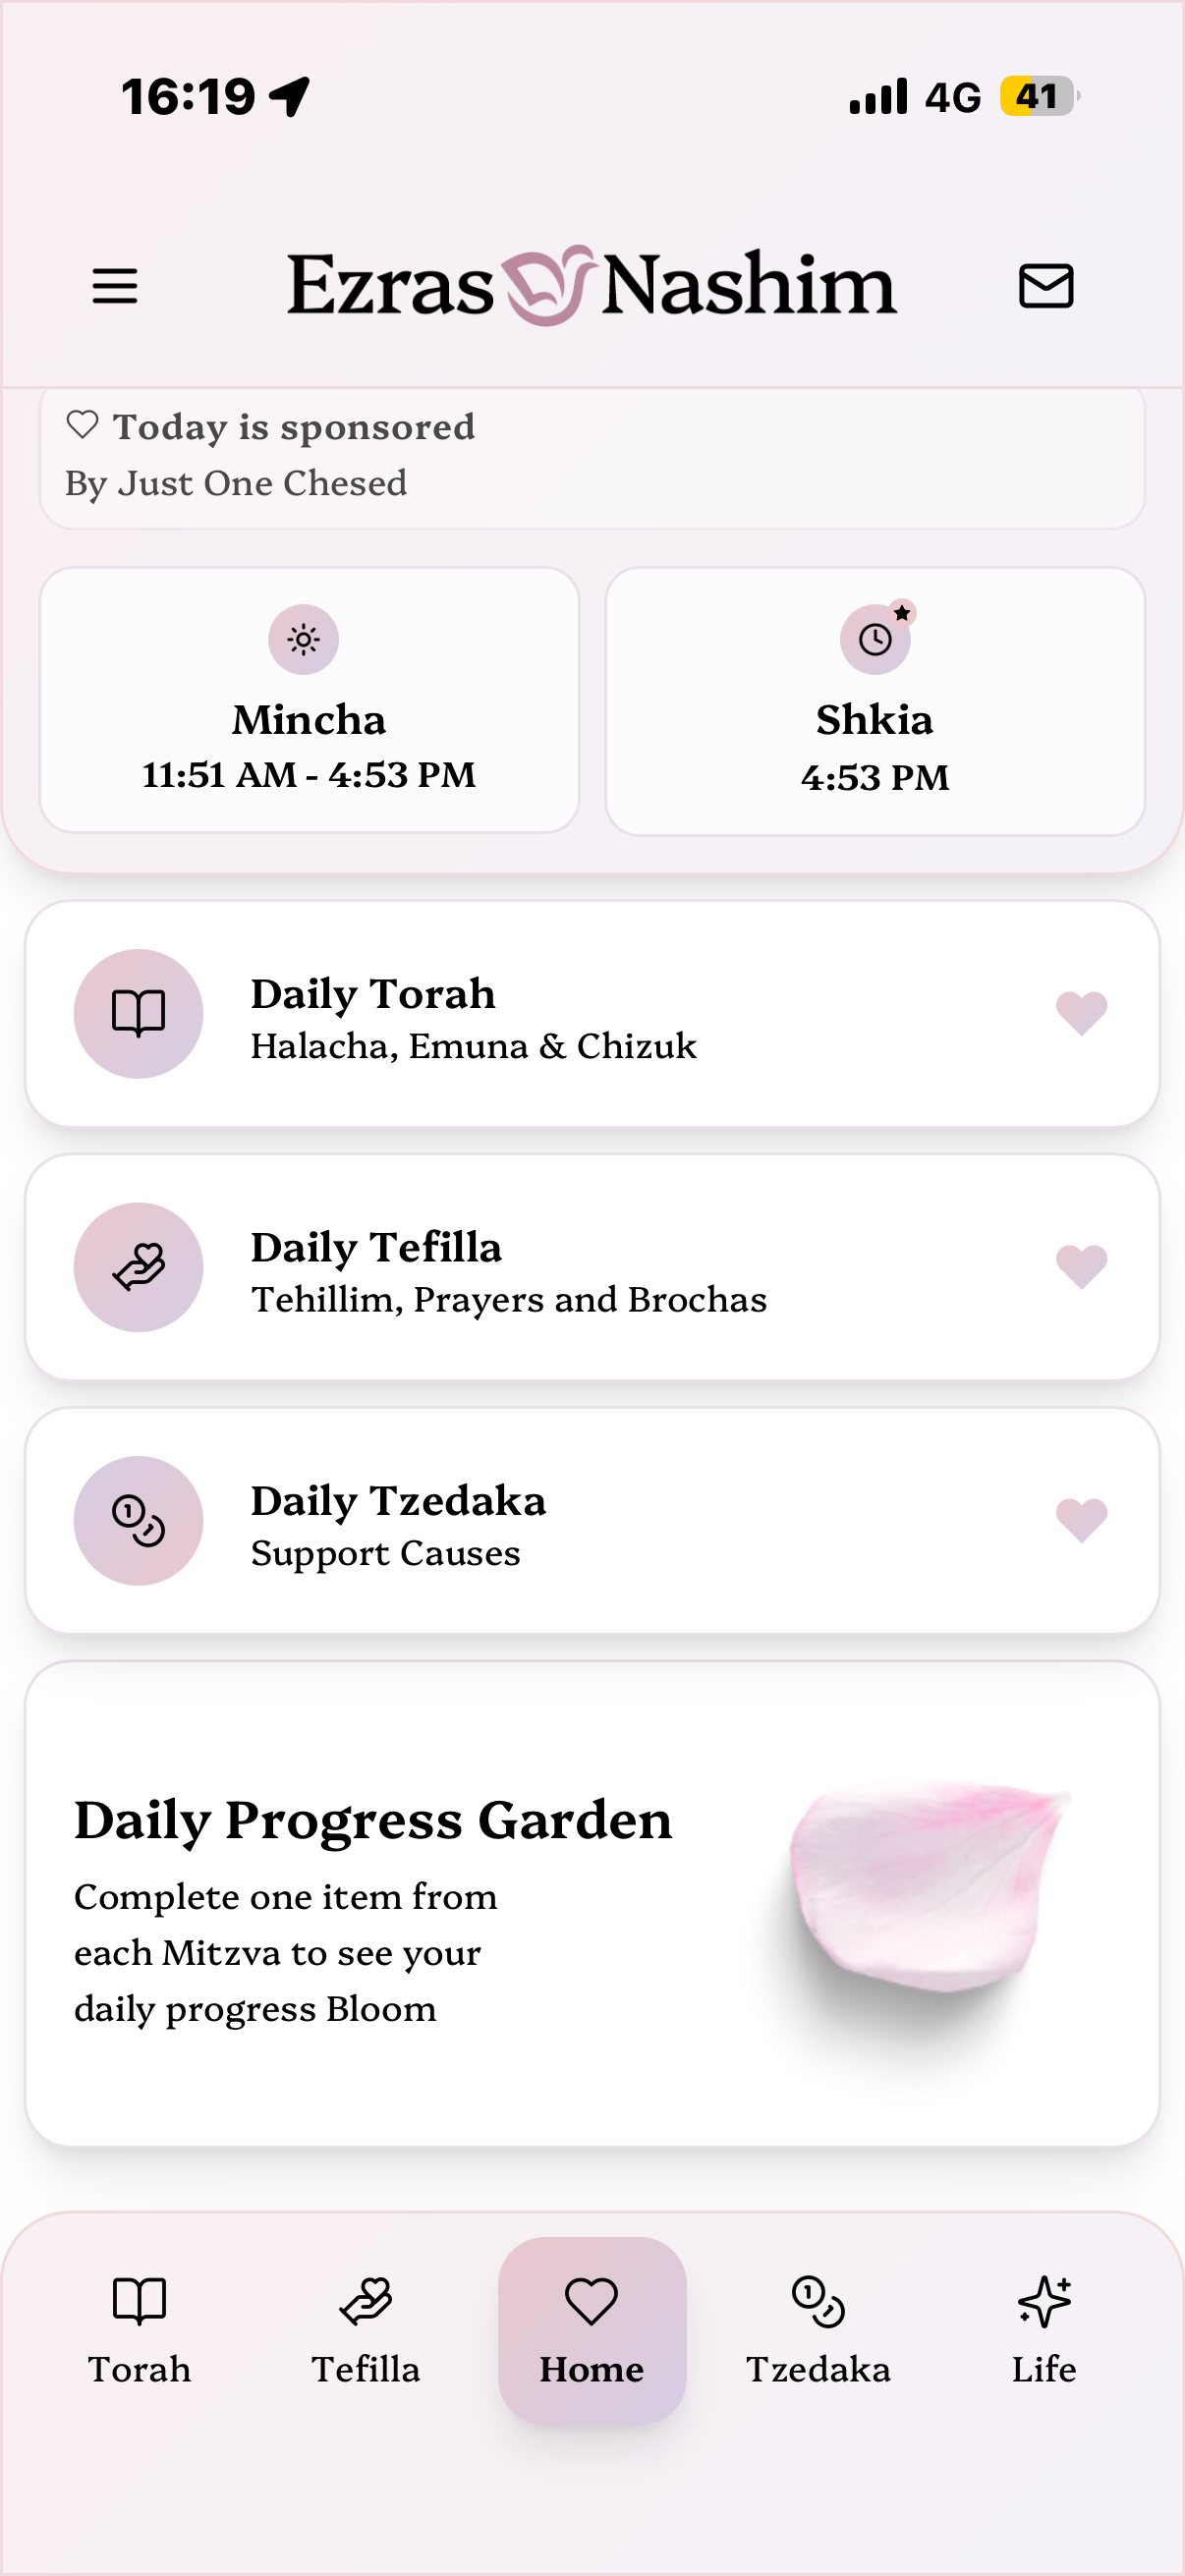 16:19
4G 41
Ezras Nashim
Today is sponsored
By Just One Chesed
Mincha
11:51 AM - 4:53 PM
Shkia
4:53 PM
Daily Torah
Halacha, Emuna & Chizuk
Daily Tefilla
Tehillim, Prayers and Brochas
Daily Tzedaka
Support Causes
Daily Progress Garden
Complete one item from
each Mitzva to see your
daily progress Bloom
Torah
Tefilla
Home
Tzedaka
Life